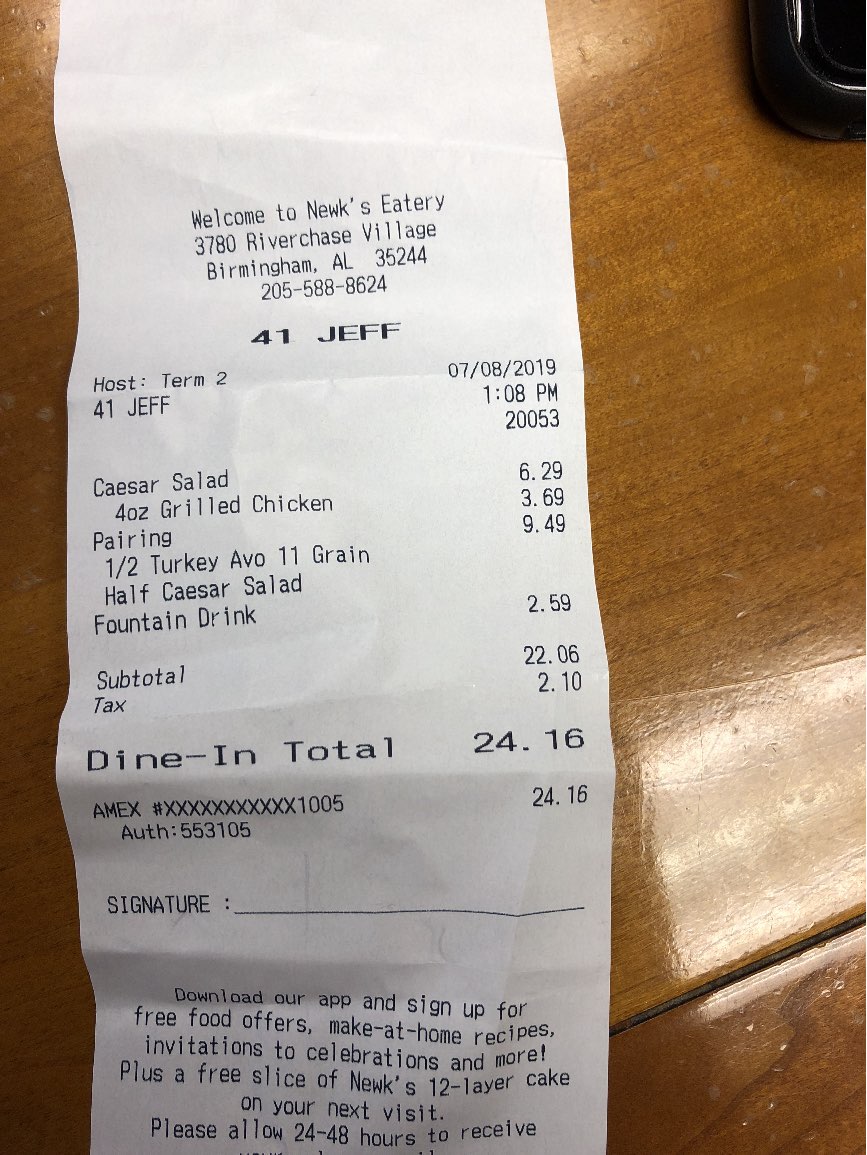 Welcome to Newk's Eatery
3780 Riverchase Village
Birmingham, AL 35244
205-588-8624
41 JEFF
Host: Term 2 07/08/2019
41 JEFF 1:08 PM
20053
Caesar Salad 6.29
4oz Grilled Chicken 3.69
Pairing 9.49
1/2 Turkey Avo 11 Grain
Half Caesar Salad
Fountain Drink 2.59
Subtotal 22.06
Tax 2.10
Dine-In Total 24.16
AMEX #XXXXXXXXXXX1005 24.16
Auth:553105
SIGNATURE :
Download our app and sign up for
free food offers, make-at-home recipes,
invitations to celebrations and more!
Plus a free slice of Newk's 12-layer cake
on your next visit.
Please allow 24-48 hours to receive